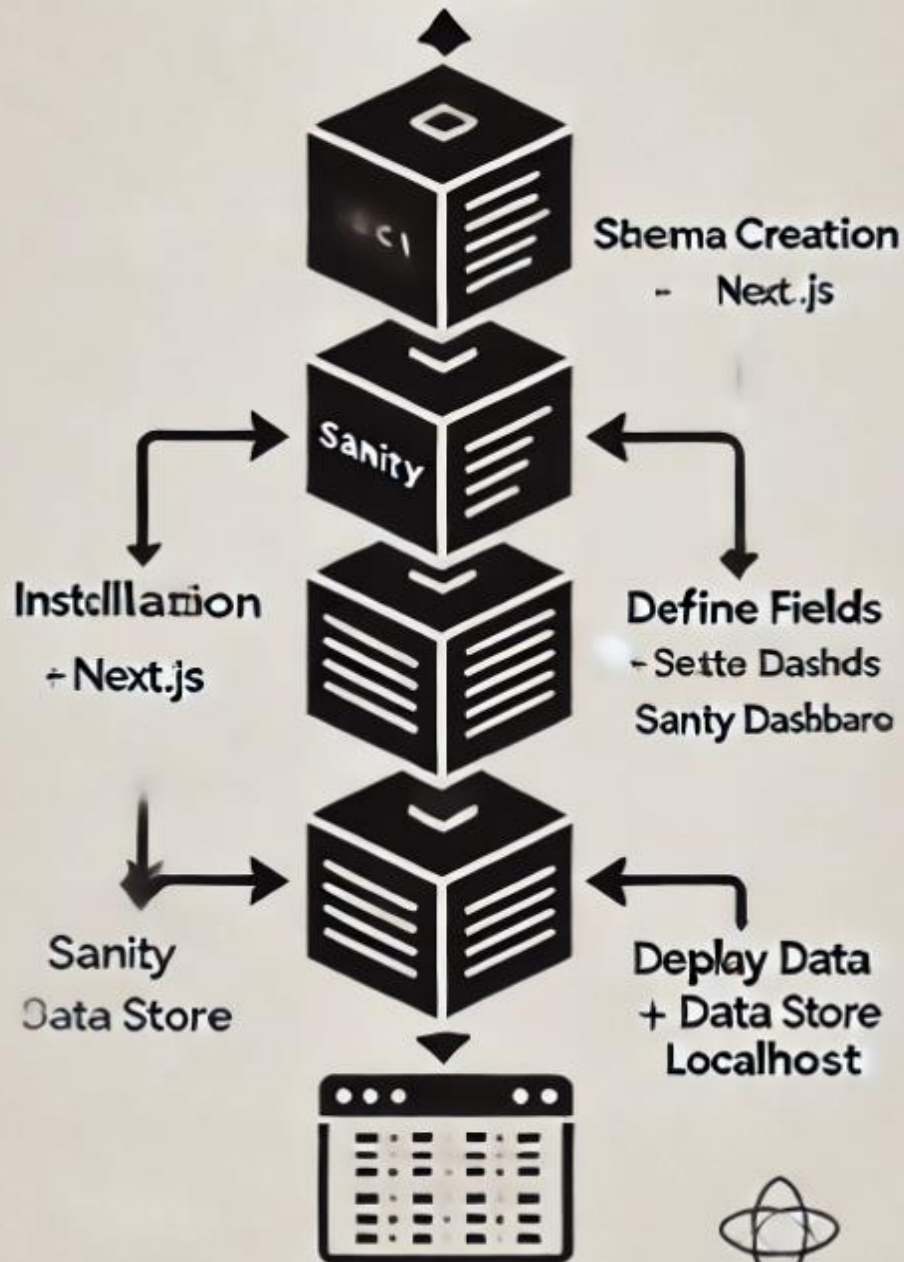 Shema Creation
- Next.js
Sanity
Instclllanion
+ Next.js
Define Fields
- Sette Dashds
Santy Dashbaro
Sanity
Data Store
Deplay Data
+ Data Store
Localhost